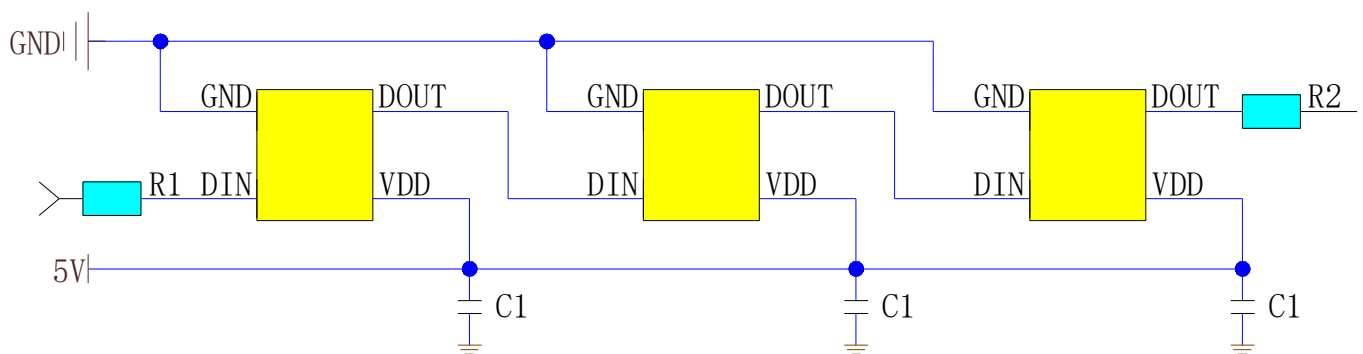 GND
GND DOUT GND DOUT GND DOUT R2
R1 DIN VDD DIN VDD DIN VDD
5V
C1 C1 C1